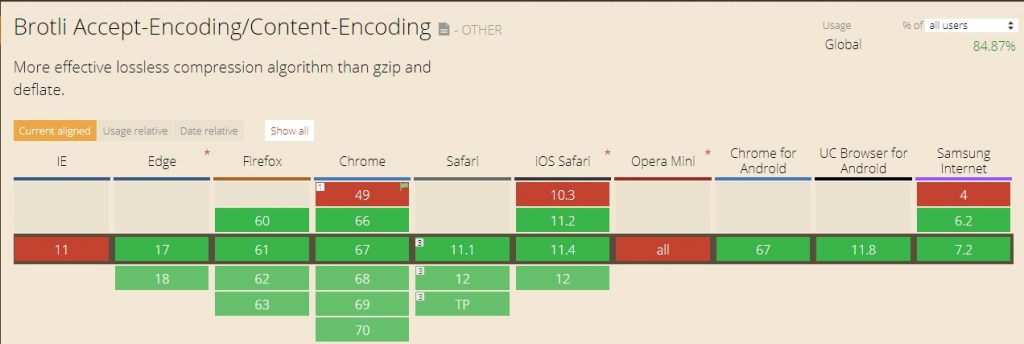 Brotli Accept-Encoding/Content-Encoding - OTHER
Usage % of all users
Global 84.87%
More effective lossless compression algorithm than gzip and
deflate.
Current aligned Usage relative Date relative Show all
IE Edge * Firefox Chrome Safari iOS Safari * Opera Mini * Chrome for Android UC Browser for Android Samsung Internet
1 49 10.3 4
60 66 11.2 6.2
11 17 61 67 3 11.1 11.4 all 67 11.8 7.2
18 62 68 3 12 12
63 69 3 TP
70